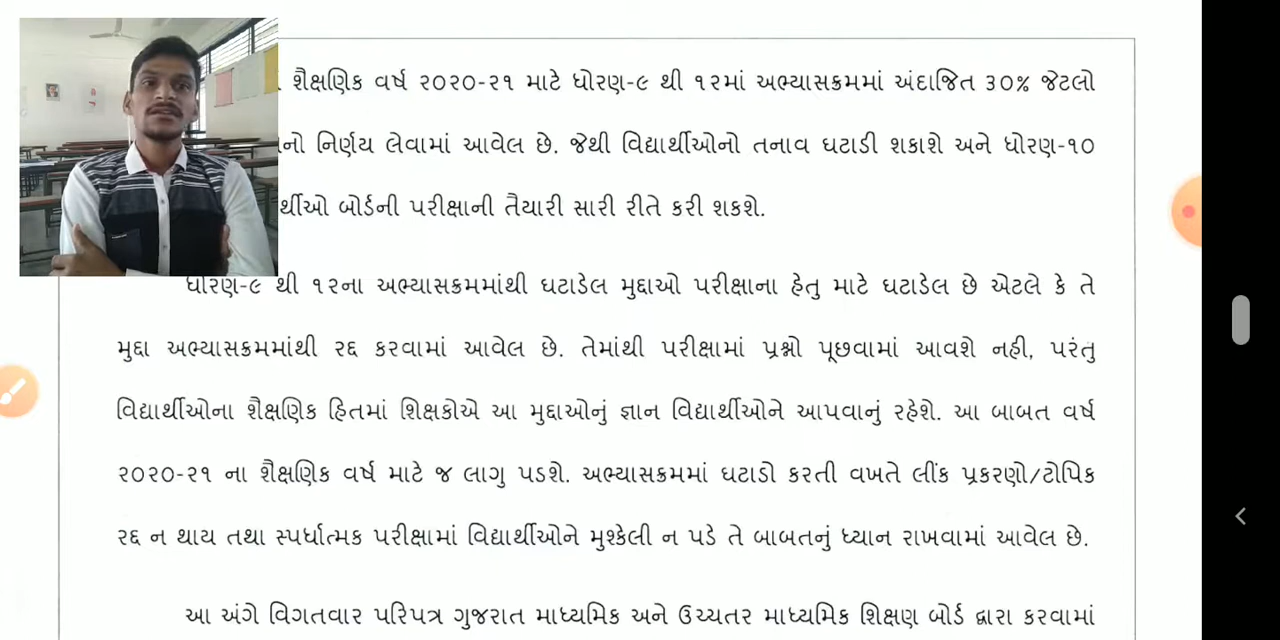 શૈક્ષણિક વર્ષ ૨૦૨૦-૨૧ માટે ધોરણ-૯ થી ૧૨માં અભ્યાસક્રમમાં અંદાજિત 30% જેટલો
નો નિર્ણય લેવામાં આવેલ છે. જેથી વિદ્યાર્થીઓનો તનાવ ઘટાડી શકાશે અને ધોરણ-૧૦
ર્થીઓ બોર્ડની પરીક્ષાની તૈયારી સારી રીતે કરી શકશે.
ધોરણ-૯ થી ૧૨ના અભ્યાસક્રમમાંથી ઘટાડેલ મુદ્દાઓ પરીક્ષાના હેતુ માટે ઘટાડેલ છે એટલે કે તે
મુદ્દા અભ્યાસક્રમમાંથી રદ્દ કરવામાં આવેલ છે. તેમાંથી પરીક્ષામાં પ્રશ્નો પૂછવામાં આવશે નહી, પરંતુ
વિદ્યાર્થીઓના શૈક્ષણિક હિતમાં શિક્ષકોએ આ મુદ્દાઓનું જ્ઞાન વિદ્યાર્થીઓને આપવાનું રહેશે. આ બાબત વર્ષ
૨૦૨૦-૨૧ ના શૈક્ષણિક વર્ષ માટે જ લાગુ પડશે. અભ્યાસક્રમમાં ઘટાડો કરતી વખતે લીંક પ્રકરણો/ટોપિક
રદ્દ ન થાય તથા સ્પર્ધાત્મક પરીક્ષામાં વિદ્યાર્થીઓને મુશ્કેલી ન પડે તે બાબતનું ધ્યાન રાખવામાં આવેલ છે.
આ અંગે વિગતવાર પરિપત્ર ગુજરાત માધ્યમિક અને ઉચ્ચતર માધ્યમિક શિક્ષણ બોર્ડ દ્વારા કરવામાં